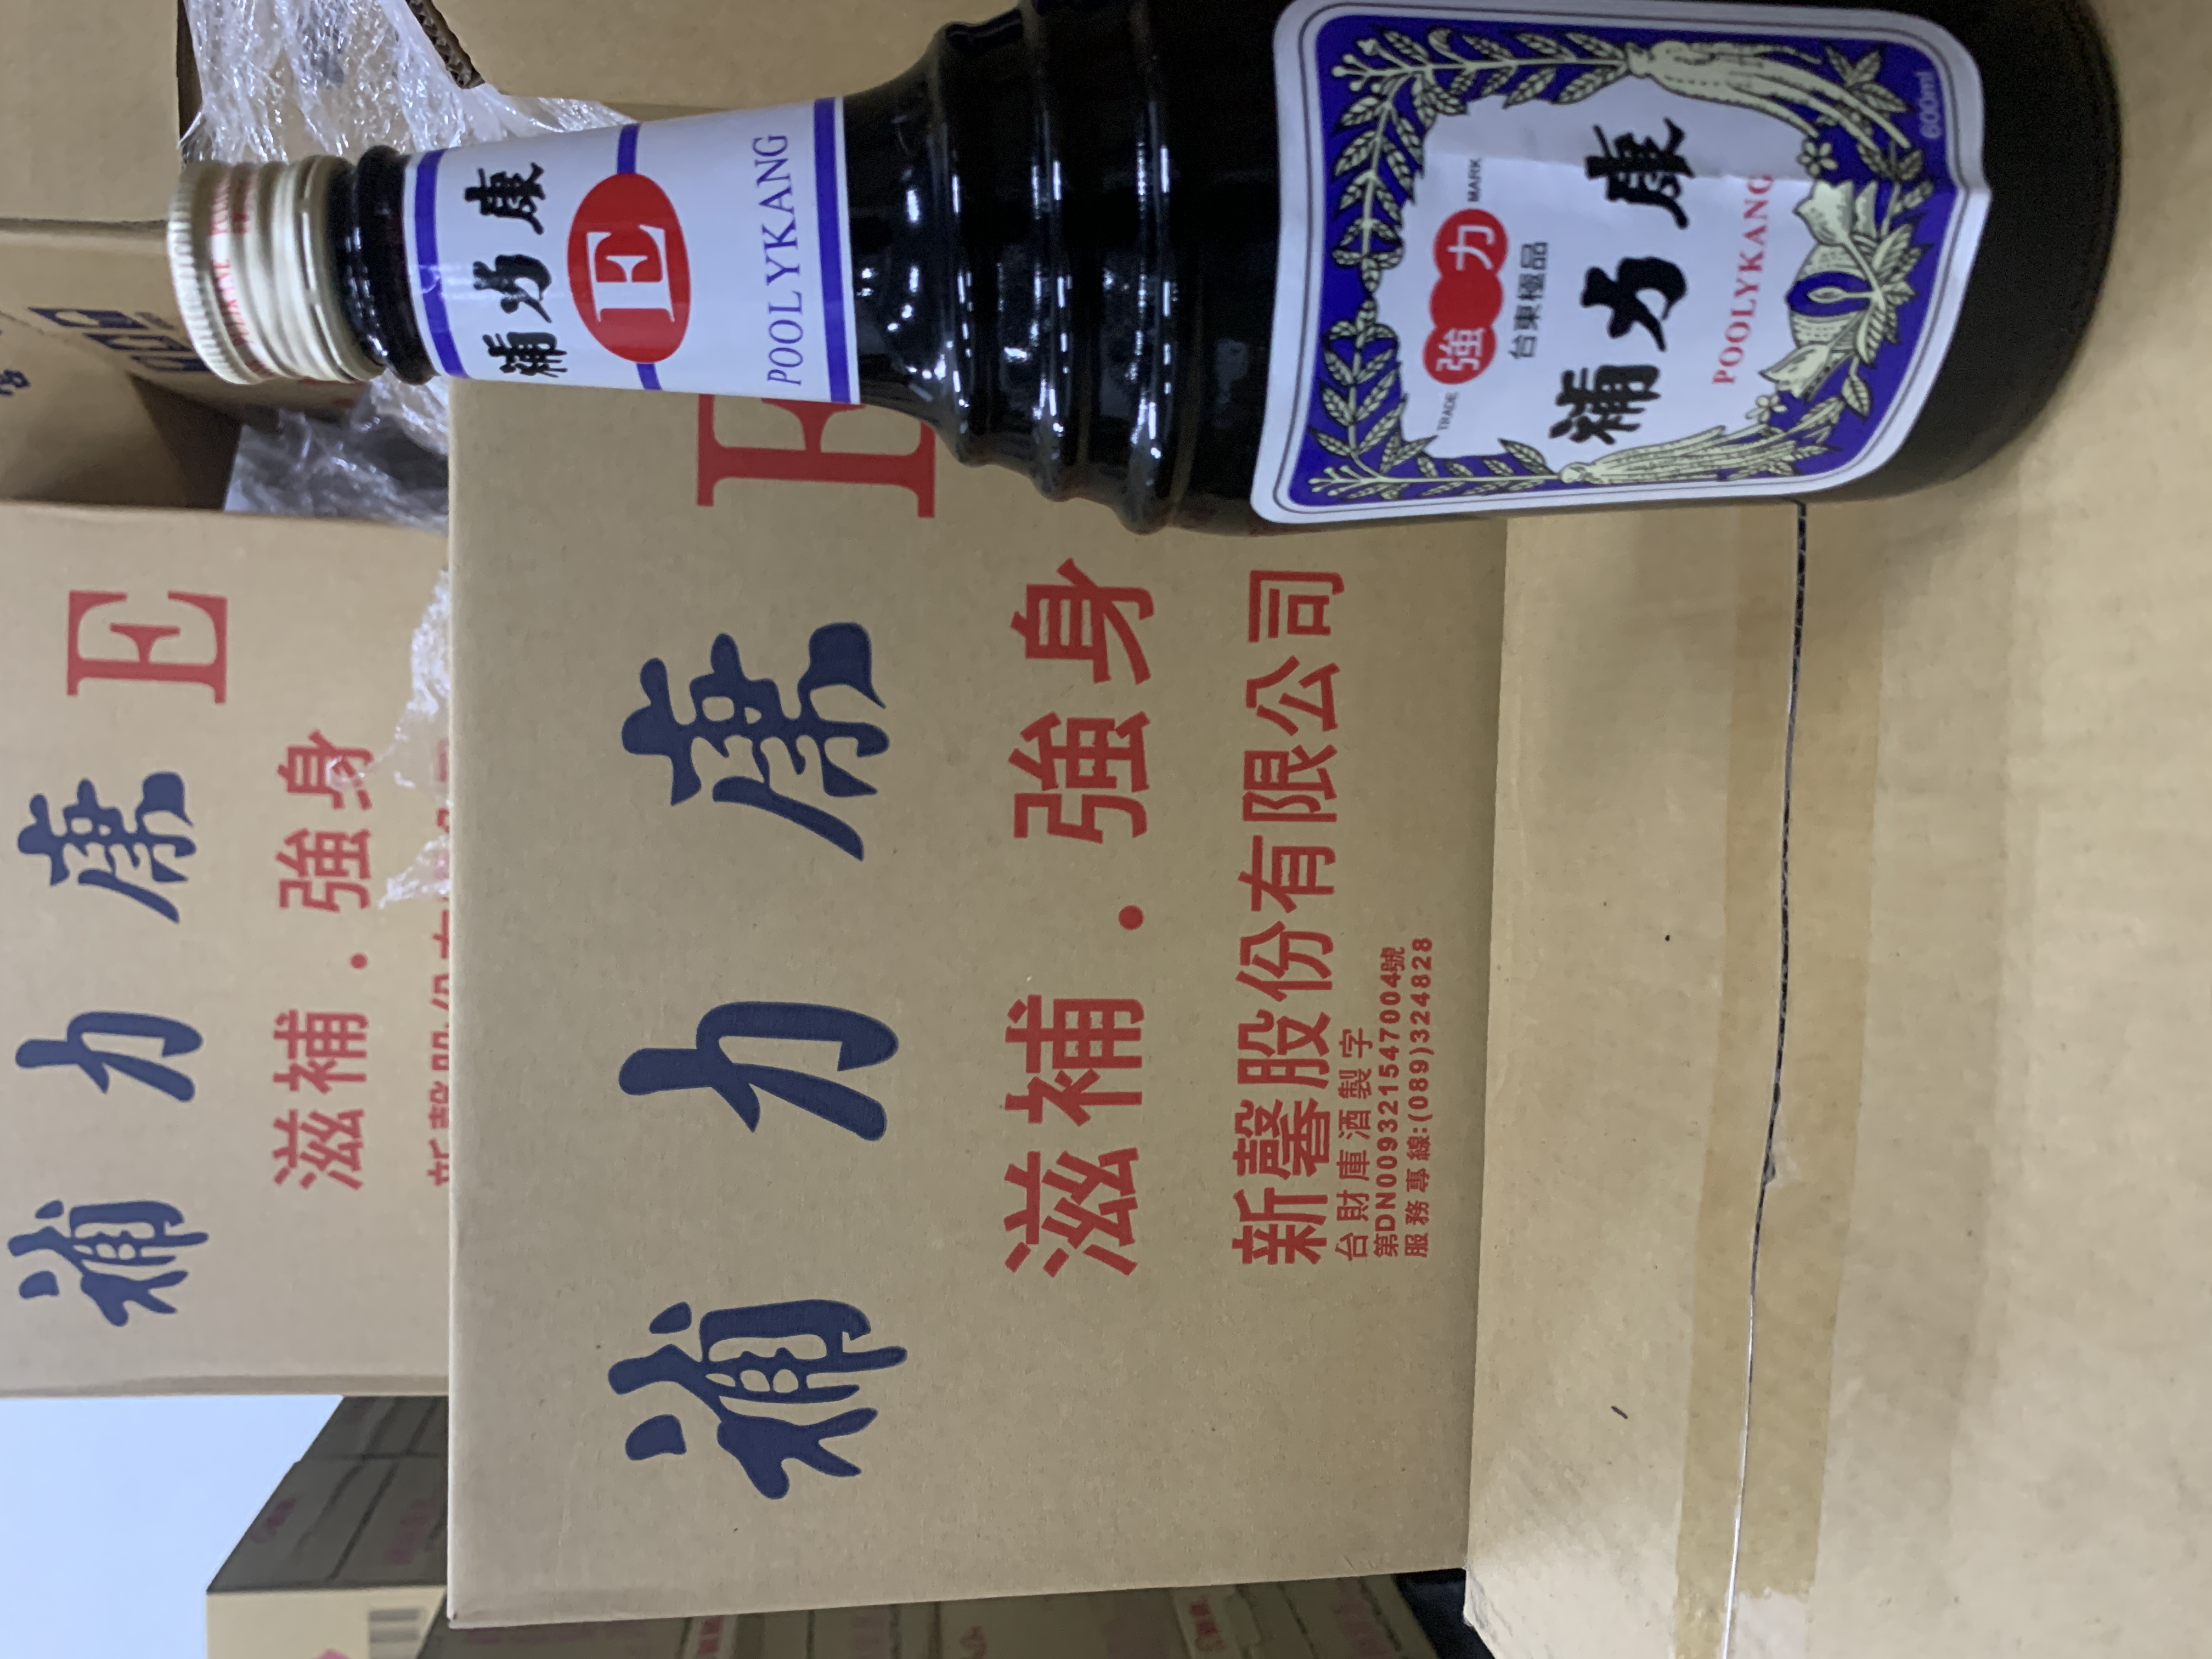 補力康E
滋補．強身
新馨股份有限公司
補力康E
滋補．強身
新馨股份有限公司
台財庫酒製字
第DN009321547004號
服務專線:(089)324828
補力康
E
POOLYKANG
TRADE 強力 MARK
台東極品
補力康
POOLYKANG
600ml